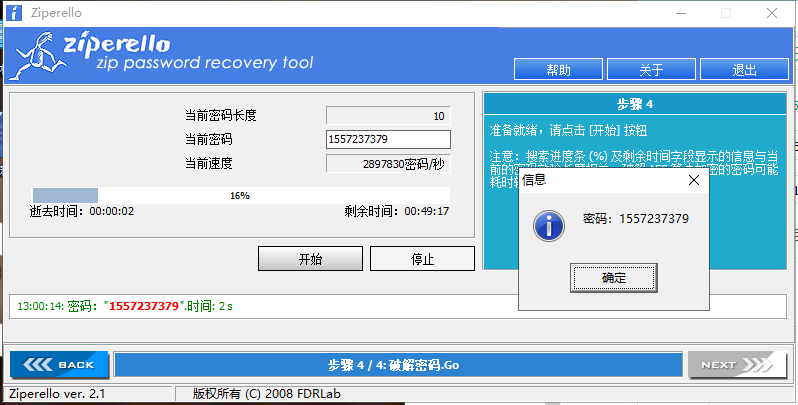 Ziperello
ziperello
zip password recovery tool
帮助
关于
退出
当前密码长度
10
当前密码
1557237379
当前速度
2897830密码/秒
16%
逝去时间：00:00:02
剩余时间：00:49:17
开始
停止
步骤 4
准备就绪，请点击 [开始] 按钮
注意：搜索进度条 (%) 及剩余时间字段显示的信息与当
信息
密码：1557237379
确定
13:00:14: 密码："1557237379".时间: 2 s
BACK
步骤 4 / 4: 破解密码.Go
NEXT
Ziperello ver. 2.1
版权所有 (C) 2008 FDRLab